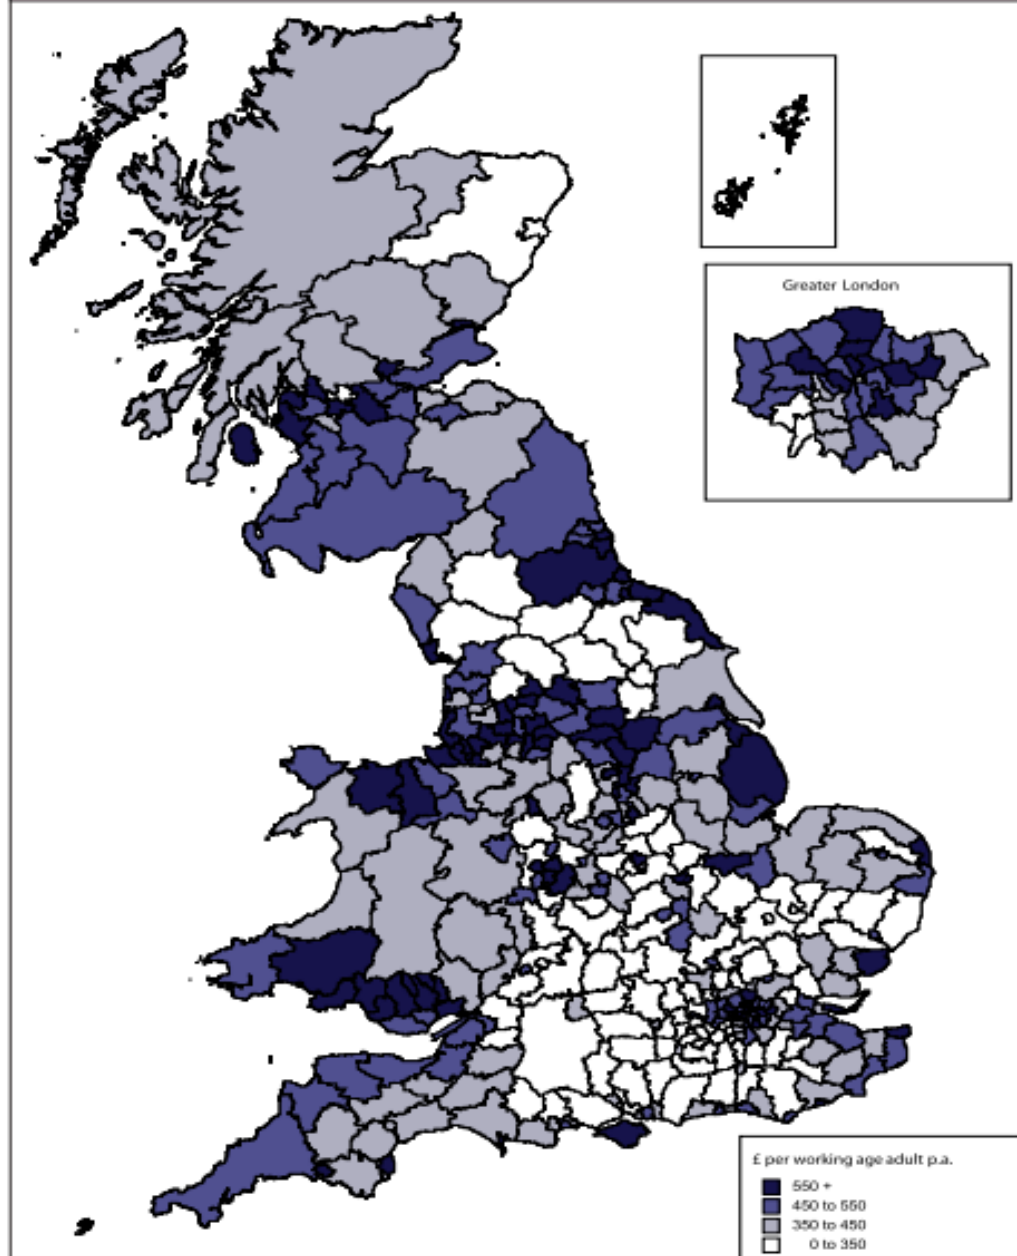 Greater London
£ per working age adult p.a.
550 +
450 to 550
350 to 450
0 to 350